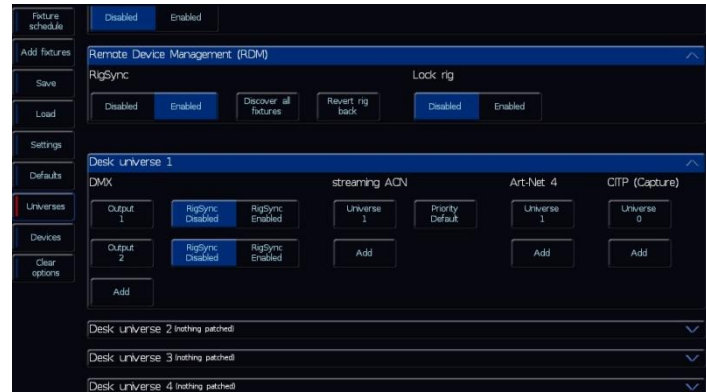 Fixture
schedule
Add fixtures
Save
Load
Settings
Defaults
Universes
Devices
Clear
options
Disabled Enabled
Remote Device Management (RDM)
RigSync Lock rig
Disabled Enabled Discover all
fixtures Revert rig
back Disabled Enabled
Desk universe 1
DMX streaming ACN Art-Net 4 CITP (Capture)
Output
1 RigSync
Disabled RigSync
Enabled Universe
1 Priority
Default Universe
1 Universe
0
Output
2 RigSync
Disabled RigSync
Enabled Add Add Add
Add
Desk universe 2 (nothing patched)
Desk universe 3 (nothing patched)
Desk universe 4 (nothing patched)